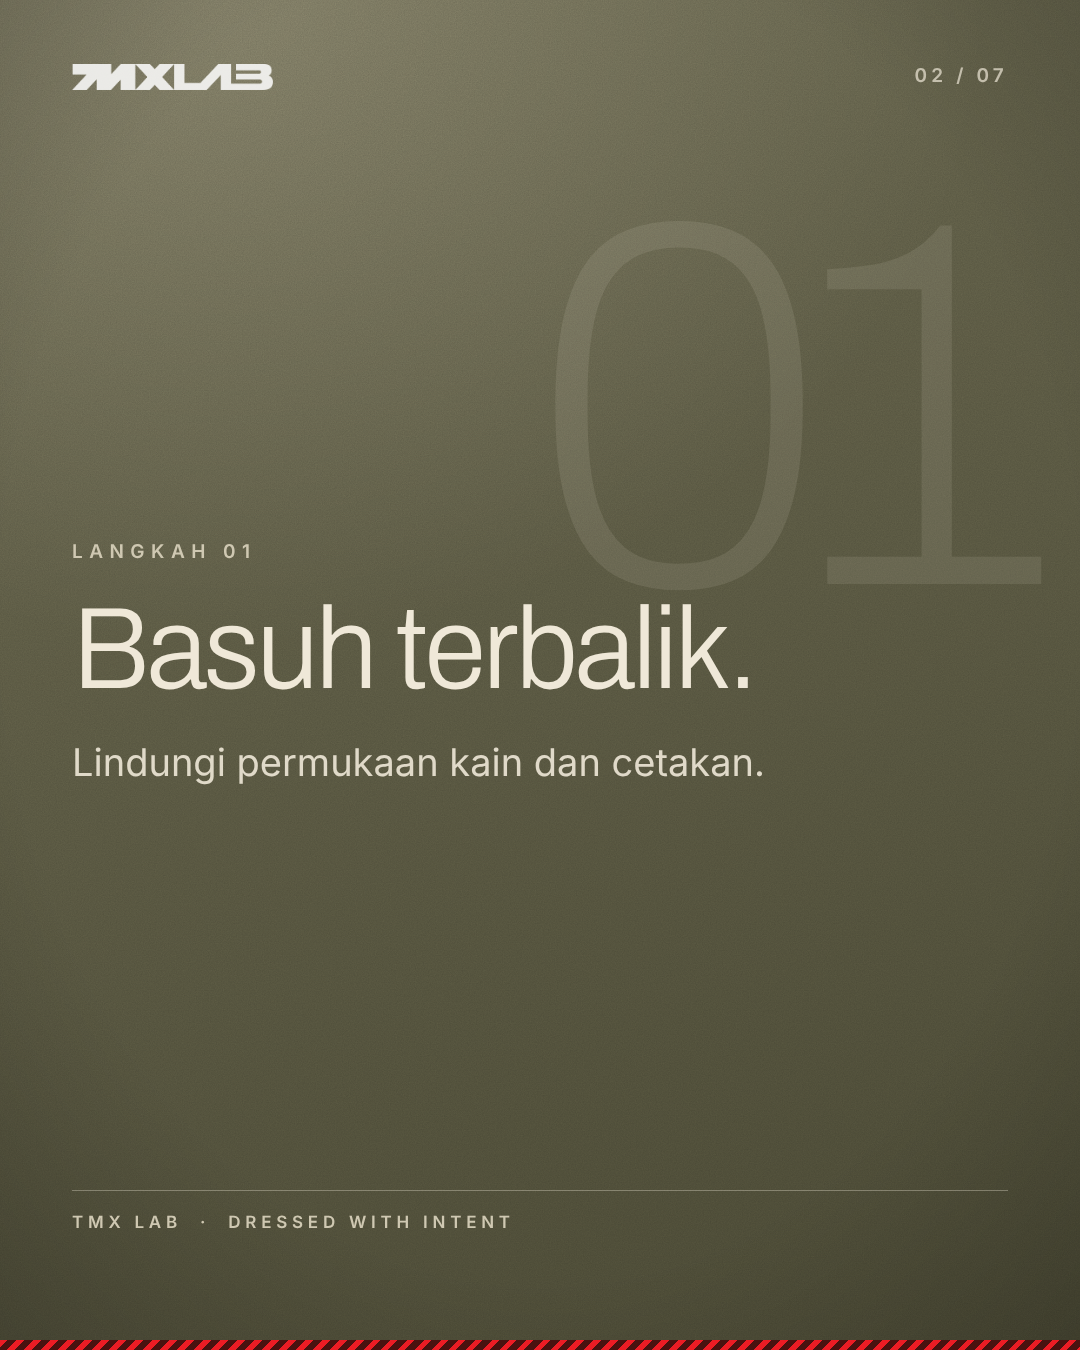 TMXLAB
02 / 07
01
LANGKAH 01
Basuh terbalik.
Lindungi permukaan kain dan cetakan.
TMX LAB · DRESSED WITH INTENT